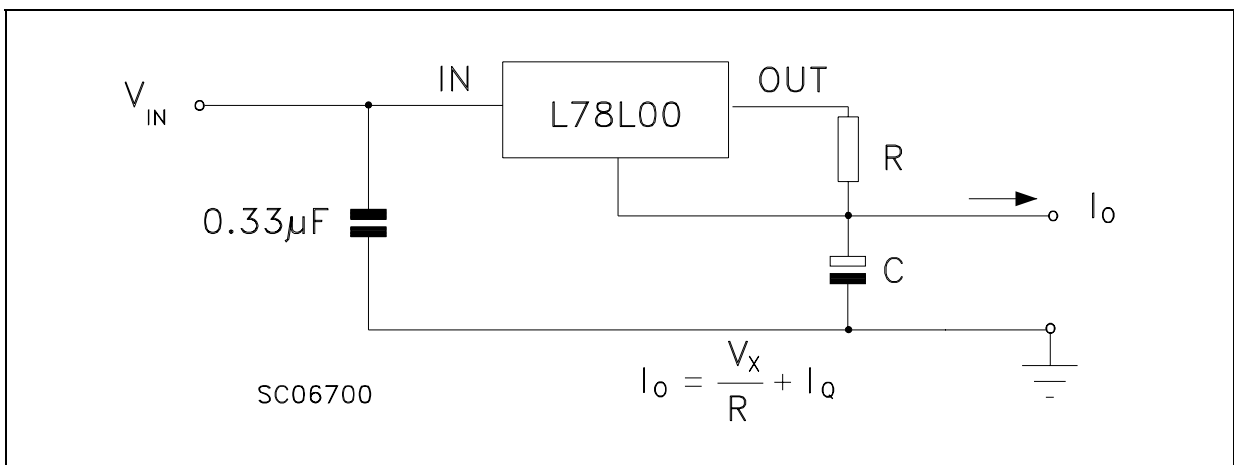 V_IN
IN
L78L00
OUT
R
I_O
0.33µF
C
I_O = V_X / R + I_Q
SC06700